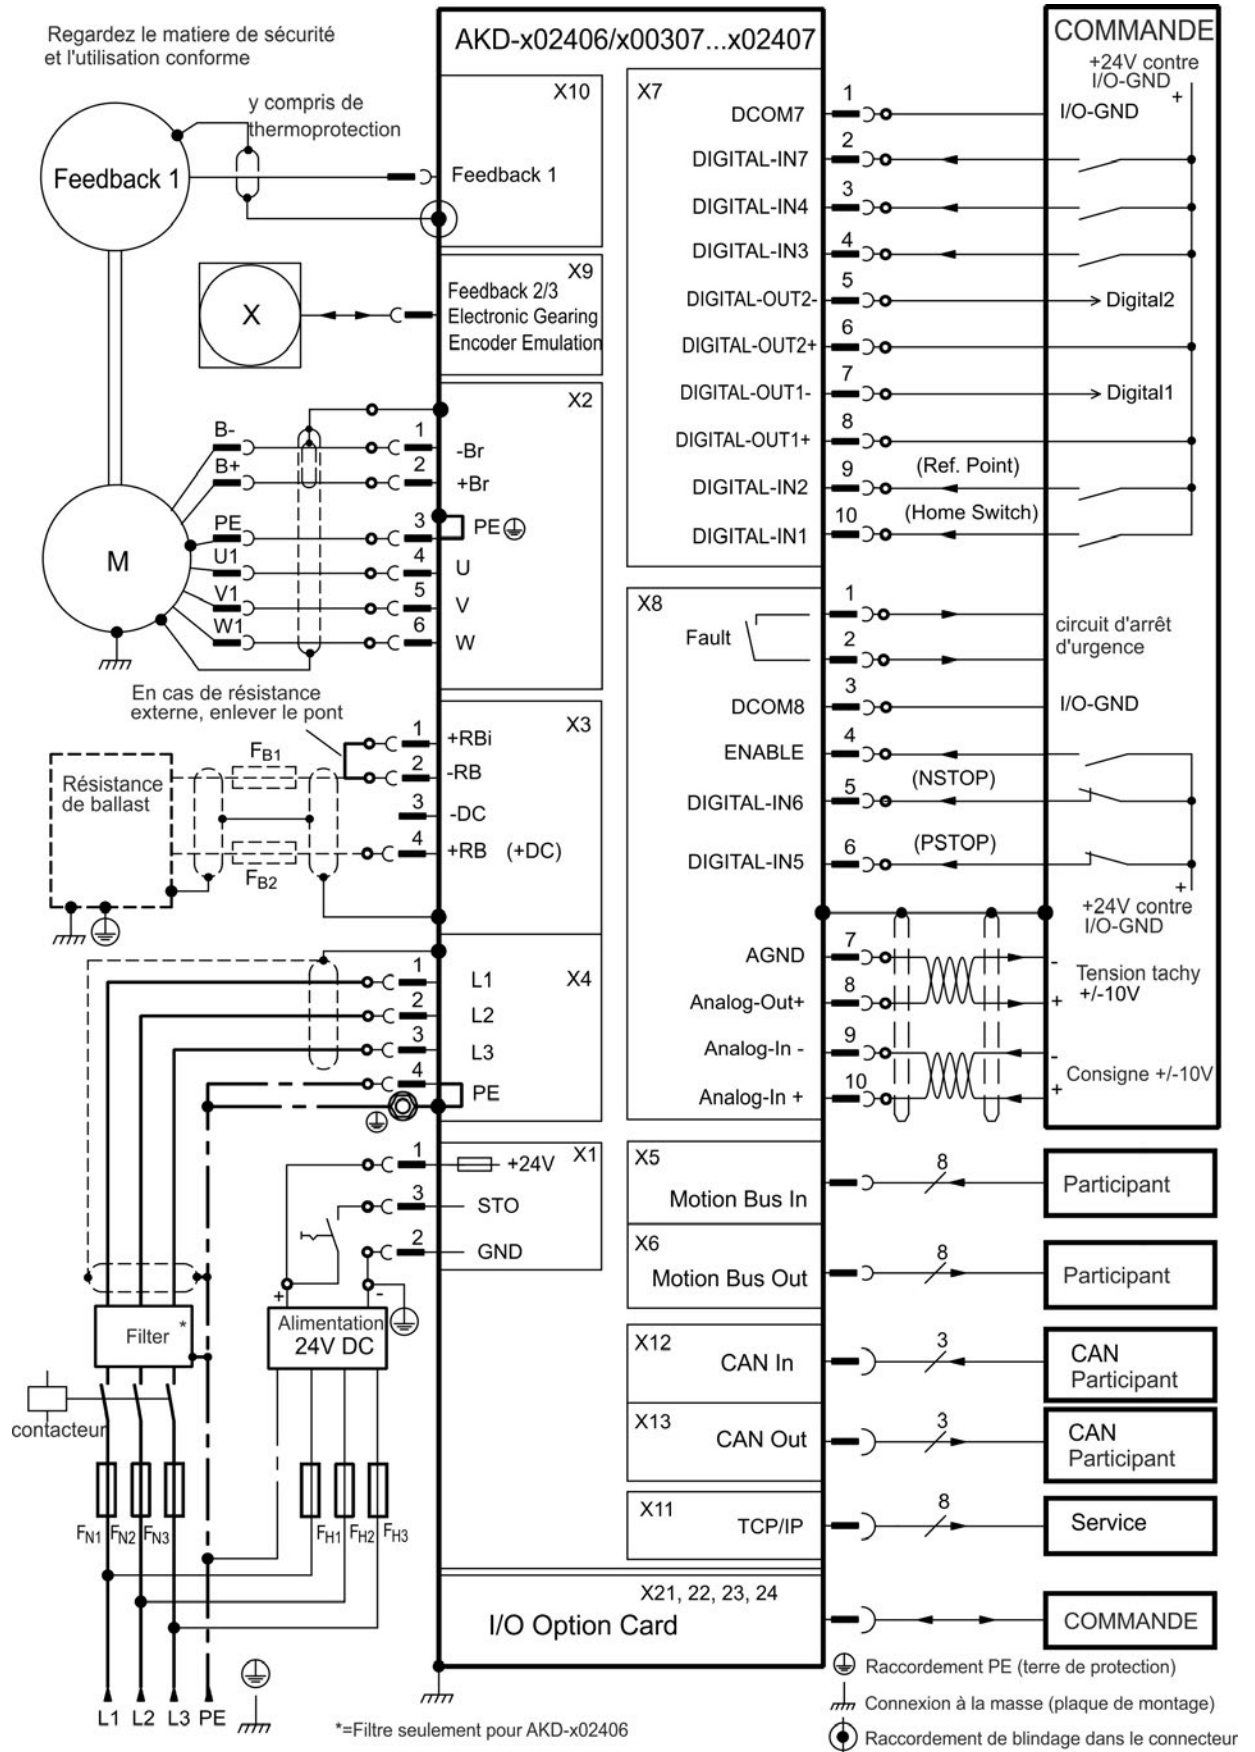 Regardez le matiere de sécurité
et l'utilisation conforme
AKD-x02406/x00307...x02407
COMMANDE
+24V contre
I/O-GND
+
I/O-GND
Feedback 1
y compris de
thermoprotection
X10
Feedback 1
X
X9
Feedback 2/3
Electronic Gearing
Encoder Emulation
X2
B-
1
-Br
B+
2
+Br
PE
3
PE
M
U1
4
U
V1
5
V
W1
6
W
En cas de résistance
externe, enlever le pont
X3
Résistance
de ballast
FB1
1
+RBi
2
-RB
3
-DC
4
+RB (+DC)
FB2
X4
1
L1
2
L2
3
L3
4
PE
X1
1
+24V
3
STO
2
GND
+
-
Filter *
Alimentation
24V DC
contacteur
FN1 FN2 FN3
FH1 FH2 FH3
L1 L2 L3 PE
X7
DCOM7
1
DIGITAL-IN7
2
DIGITAL-IN4
3
DIGITAL-IN3
4
DIGITAL-OUT2-
5
Digital2
DIGITAL-OUT2+
6
DIGITAL-OUT1-
7
Digital1
DIGITAL-OUT1+
8
DIGITAL-IN2
9
(Ref. Point)
DIGITAL-IN1
10
(Home Switch)
X8
Fault
1
2
circuit d'arrêt
d'urgence
DCOM8
3
I/O-GND
ENABLE
4
DIGITAL-IN6
5
(NSTOP)
DIGITAL-IN5
6
(PSTOP)
+
+24V contre
I/O-GND
AGND
7
-
Tension tachy
+/-10V
Analog-Out+
8
+
Analog-In -
9
-
Consigne +/-10V
Analog-In +
10
+
X5
Motion Bus In
8
Participant
X6
Motion Bus Out
8
Participant
X12
CAN In
3
CAN
Participant
X13
CAN Out
3
CAN
Participant
X11
TCP/IP
8
Service
X21, 22, 23, 24
I/O Option Card
COMMANDE
Raccordement PE (terre de protection)
Connexion à la masse (plaque de montage)
Raccordement de blindage dans le connecteur
*=Filtre seulement pour AKD-x02406